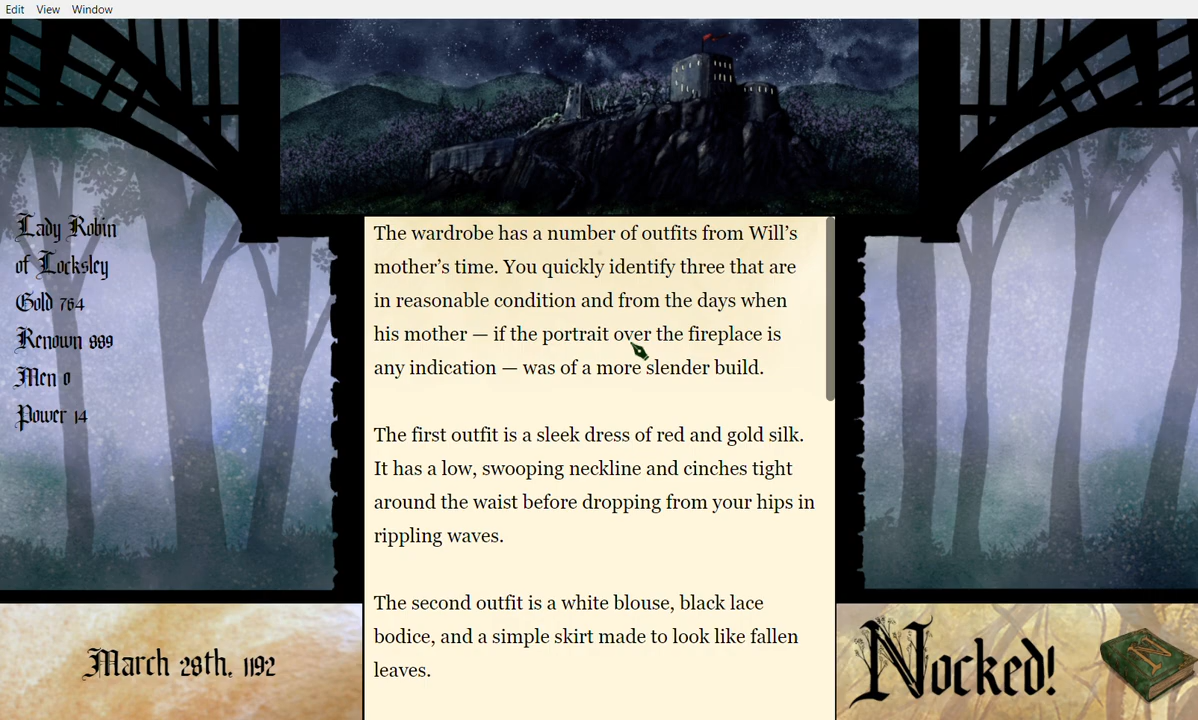 Edit View Window
Lady Robin
of Locksley
Gold 764
Renown 889
Men 0
Power 14
The wardrobe has a number of outfits from Will’s
mother’s time. You quickly identify three that are
in reasonable condition and from the days when
his mother — if the portrait over the fireplace is
any indication — was of a more slender build.
The first outfit is a sleek dress of red and gold silk.
It has a low, swooping neckline and cinches tight
around the waist before dropping from your hips in
rippling waves.
The second outfit is a white blouse, black lace
bodice, and a simple skirt made to look like fallen
leaves.
March 28th, 1192
Nocked!
N